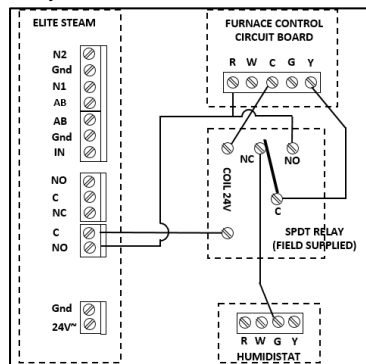 ELITE STEAM
N2
Gnd
N1
AB
AB
Gnd
IN
NO
C
NC
C
NO
Gnd
24V~
FURNACE CONTROL
CIRCUIT BOARD
R W C G Y
COIL 24V
NC
NO
C
SPDT RELAY
(FIELD SUPPLIED)
R W G Y
HUMIDISTAT